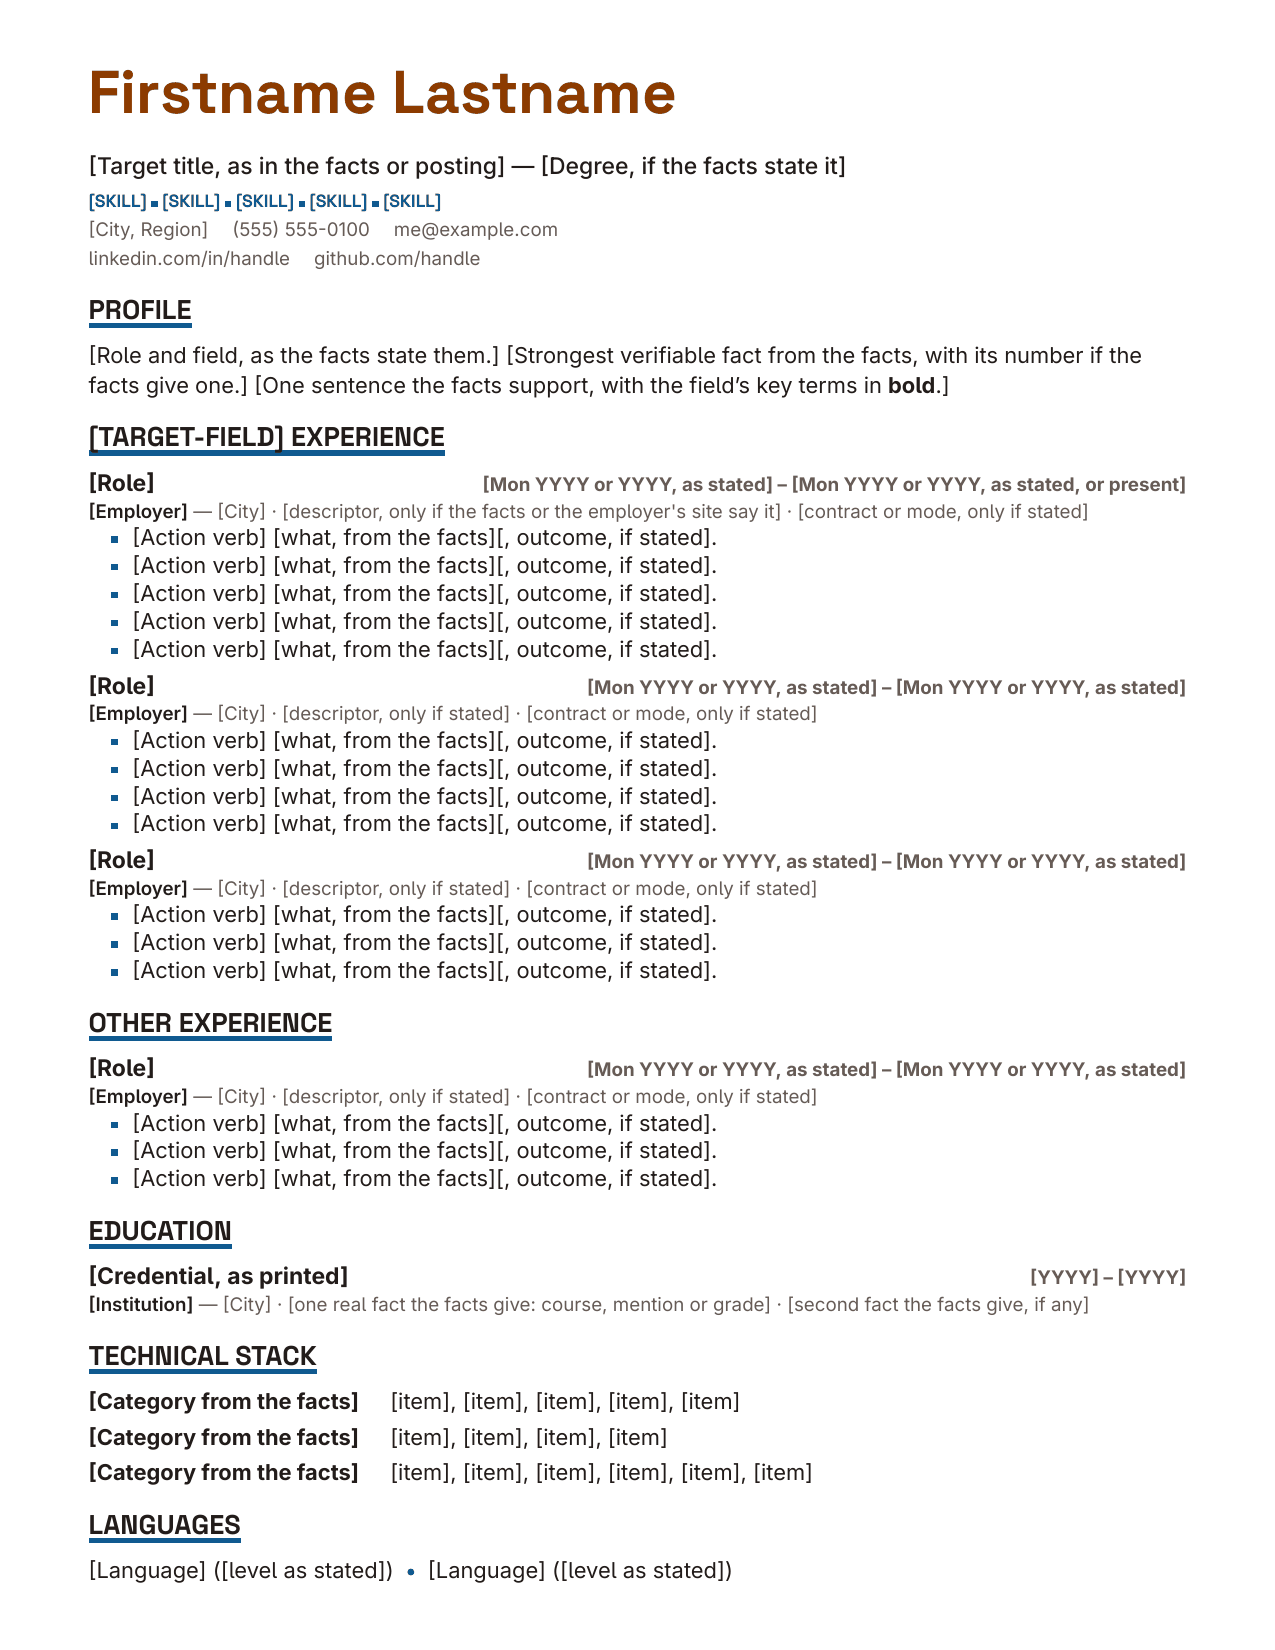 Firstname Lastname
[Target title, as in the facts or posting] — [Degree, if the facts state it]
[SKILL] ▪ [SKILL] ▪ [SKILL] ▪ [SKILL] ▪ [SKILL]
[City, Region] (555) 555-0100 me@example.com
linkedin.com/in/handle github.com/handle
PROFILE
[Role and field, as the facts state them.] [Strongest verifiable fact from the facts, with its number if the
facts give one.] [One sentence the facts support, with the field’s key terms in bold.]
[TARGET-FIELD] EXPERIENCE
[Role] [Mon YYYY or YYYY, as stated] – [Mon YYYY or YYYY, as stated, or present]
[Employer] — [City] · [descriptor, only if the facts or the employer's site say it] · [contract or mode, only if stated]
▪ [Action verb] [what, from the facts][, outcome, if stated].
▪ [Action verb] [what, from the facts][, outcome, if stated].
▪ [Action verb] [what, from the facts][, outcome, if stated].
▪ [Action verb] [what, from the facts][, outcome, if stated].
▪ [Action verb] [what, from the facts][, outcome, if stated].
[Role] [Mon YYYY or YYYY, as stated] – [Mon YYYY or YYYY, as stated]
[Employer] — [City] · [descriptor, only if stated] · [contract or mode, only if stated]
▪ [Action verb] [what, from the facts][, outcome, if stated].
▪ [Action verb] [what, from the facts][, outcome, if stated].
▪ [Action verb] [what, from the facts][, outcome, if stated].
▪ [Action verb] [what, from the facts][, outcome, if stated].
[Role] [Mon YYYY or YYYY, as stated] – [Mon YYYY or YYYY, as stated]
[Employer] — [City] · [descriptor, only if stated] · [contract or mode, only if stated]
▪ [Action verb] [what, from the facts][, outcome, if stated].
▪ [Action verb] [what, from the facts][, outcome, if stated].
▪ [Action verb] [what, from the facts][, outcome, if stated].
OTHER EXPERIENCE
[Role] [Mon YYYY or YYYY, as stated] – [Mon YYYY or YYYY, as stated]
[Employer] — [City] · [descriptor, only if stated] · [contract or mode, only if stated]
▪ [Action verb] [what, from the facts][, outcome, if stated].
▪ [Action verb] [what, from the facts][, outcome, if stated].
▪ [Action verb] [what, from the facts][, outcome, if stated].
EDUCATION
[Credential, as printed] [YYYY] – [YYYY]
[Institution] — [City] · [one real fact the facts give: course, mention or grade] · [second fact the facts give, if any]
TECHNICAL STACK
[Category from the facts] [item], [item], [item], [item], [item]
[Category from the facts] [item], [item], [item], [item]
[Category from the facts] [item], [item], [item], [item], [item], [item]
LANGUAGES
[Language] ([level as stated]) • [Language] ([level as stated])